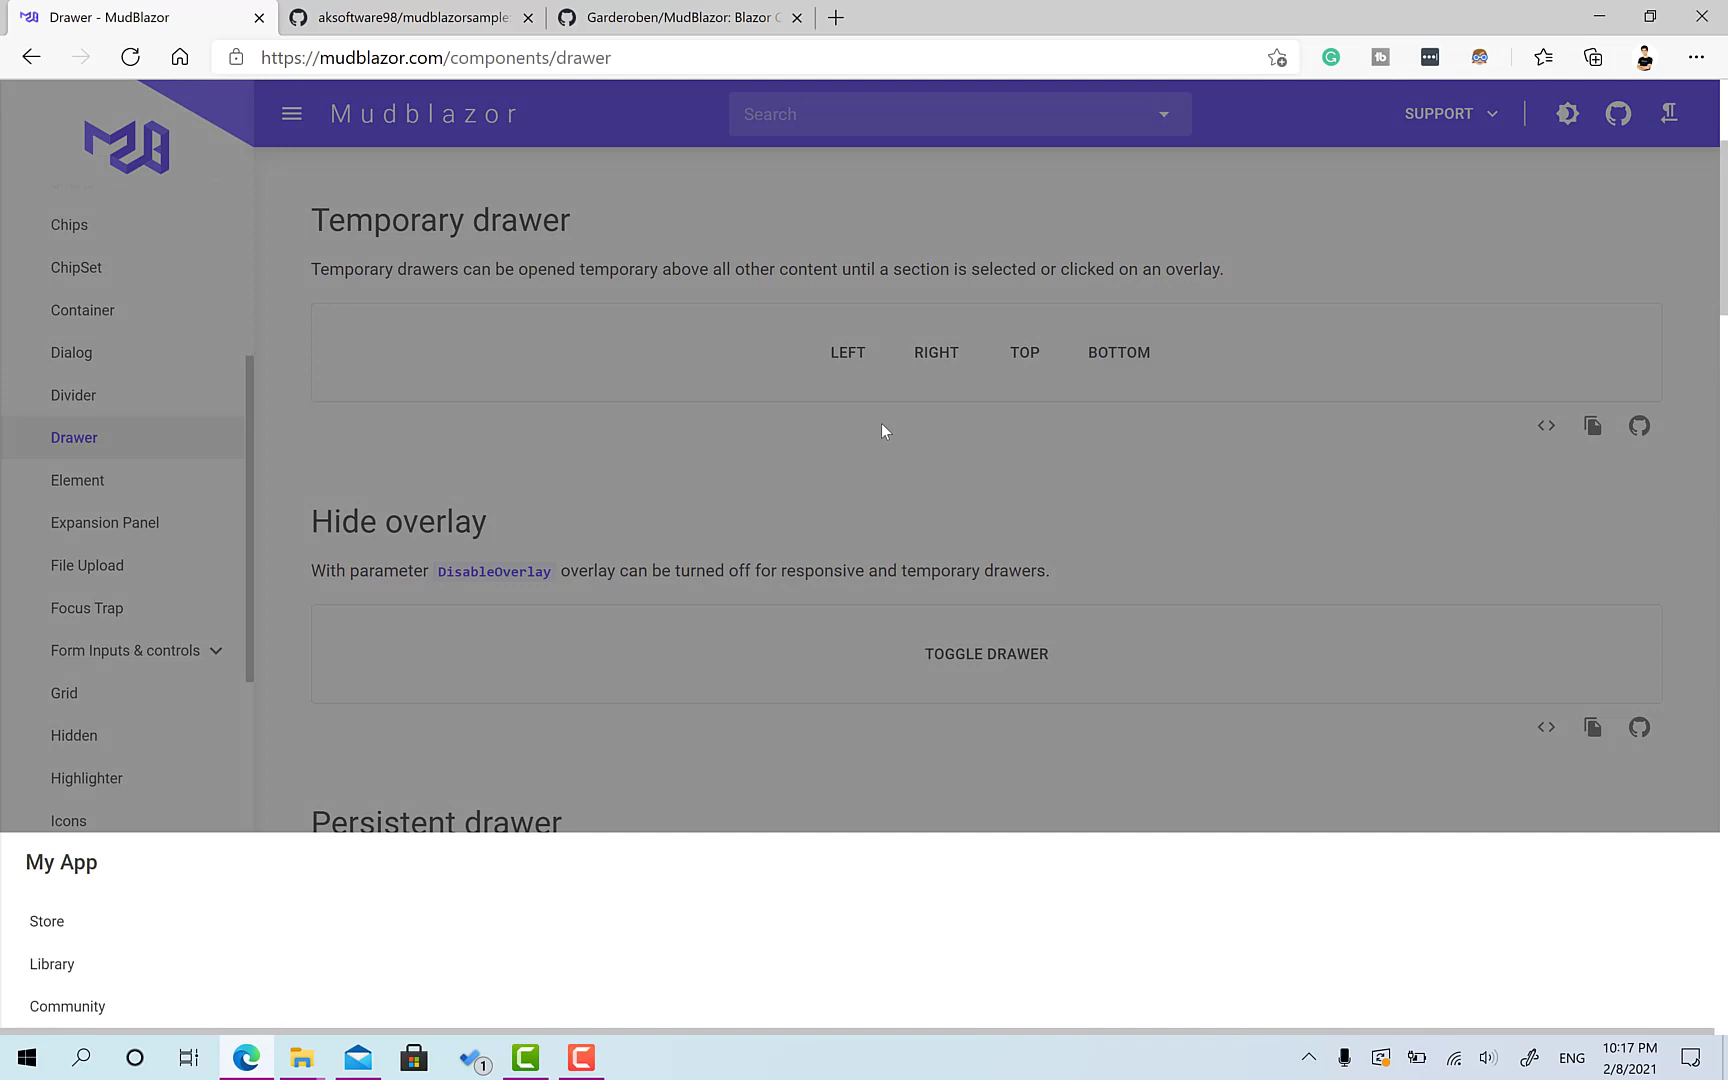 Drawer - MudBlazor
aksoftware98/mudblazorsample
Garderoben/MudBlazor: Blazor C
https://mudblazor.com/components/drawer
Mudblazor
Search
SUPPORT
Chips
ChipSet
Container
Dialog
Divider
Drawer
Element
Expansion Panel
File Upload
Focus Trap
Form Inputs & controls
Grid
Hidden
Highlighter
Icons
Temporary drawer
Temporary drawers can be opened temporary above all other content until a section is selected or clicked on an overlay.
LEFT RIGHT TOP BOTTOM
Hide overlay
With parameter DisableOverlay overlay can be turned off for responsive and temporary drawers.
TOGGLE DRAWER
Persistent drawer
My App
Store
Library
Community
1
ENG
10:17 PM
2/8/2021